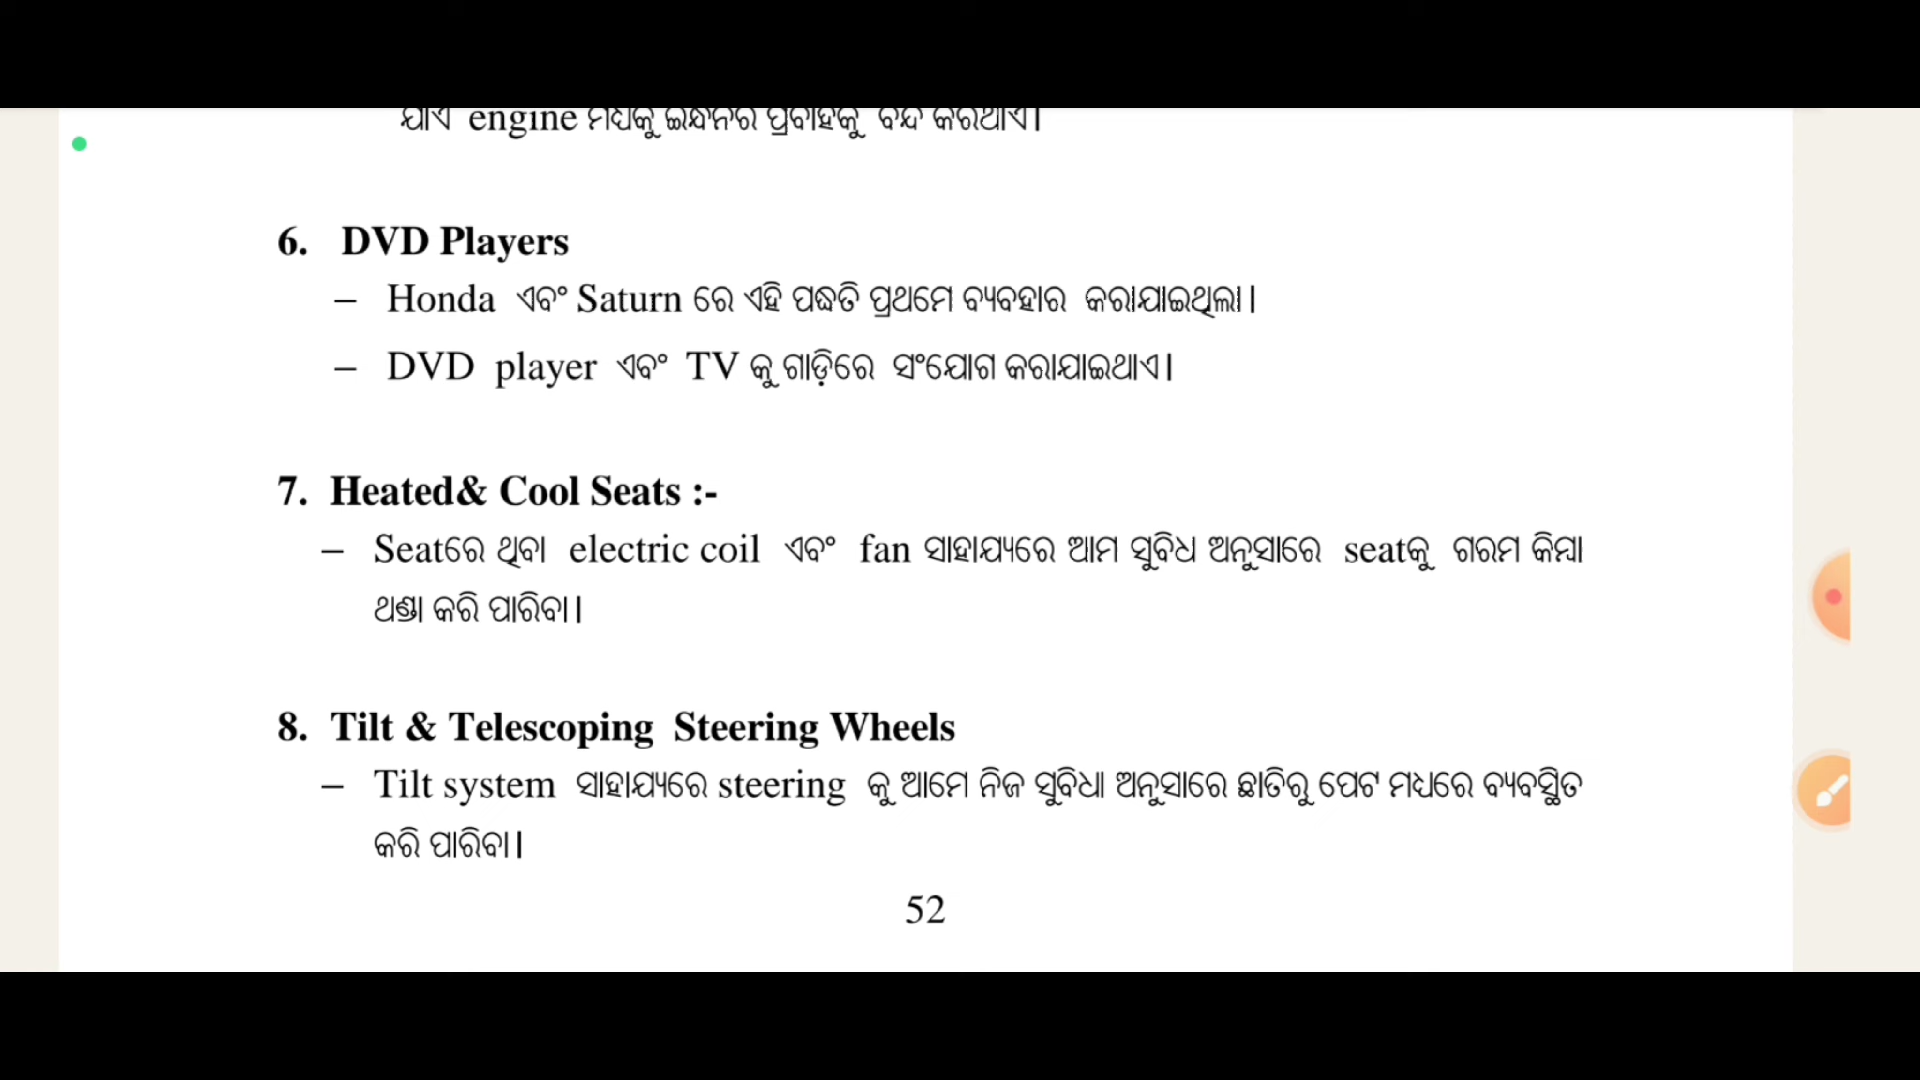 ଯାଏ engine ମଧ୍ୟକୁ ଇନ୍ଧନର ପ୍ରବାହକୁ ବନ୍ଦ କରିଥାଏ।
6. DVD Players
– Honda ଏବଂ Saturn ରେ ଏହି ପଦ୍ଧତି ପ୍ରଥମେ ବ୍ୟବହାର କରାଯାଇଥିଲା।
– DVD player ଏବଂ TV କୁ ଗାଡ଼ିରେ ସଂଯୋଗ କରାଯାଇଥାଏ।
7. Heated& Cool Seats :-
– Seatରେ ଥିବା electric coil ଏବଂ fan ସାହାଯ୍ୟରେ ଆମ ସୁବିଧ ଅନୁସାରେ seatକୁ ଗରମ କିମ୍ବା
ଥଣ୍ଡା କରି ପାରିବା।
8. Tilt & Telescoping Steering Wheels
– Tilt system ସାହାଯ୍ୟରେ steering କୁ ଆମେ ନିଜ ସୁବିଧା ଅନୁସାରେ ଛାତିରୁ ପେଟ ମଧ୍ୟରେ ବ୍ୟବସ୍ଥିତ
କରି ପାରିବା।
52